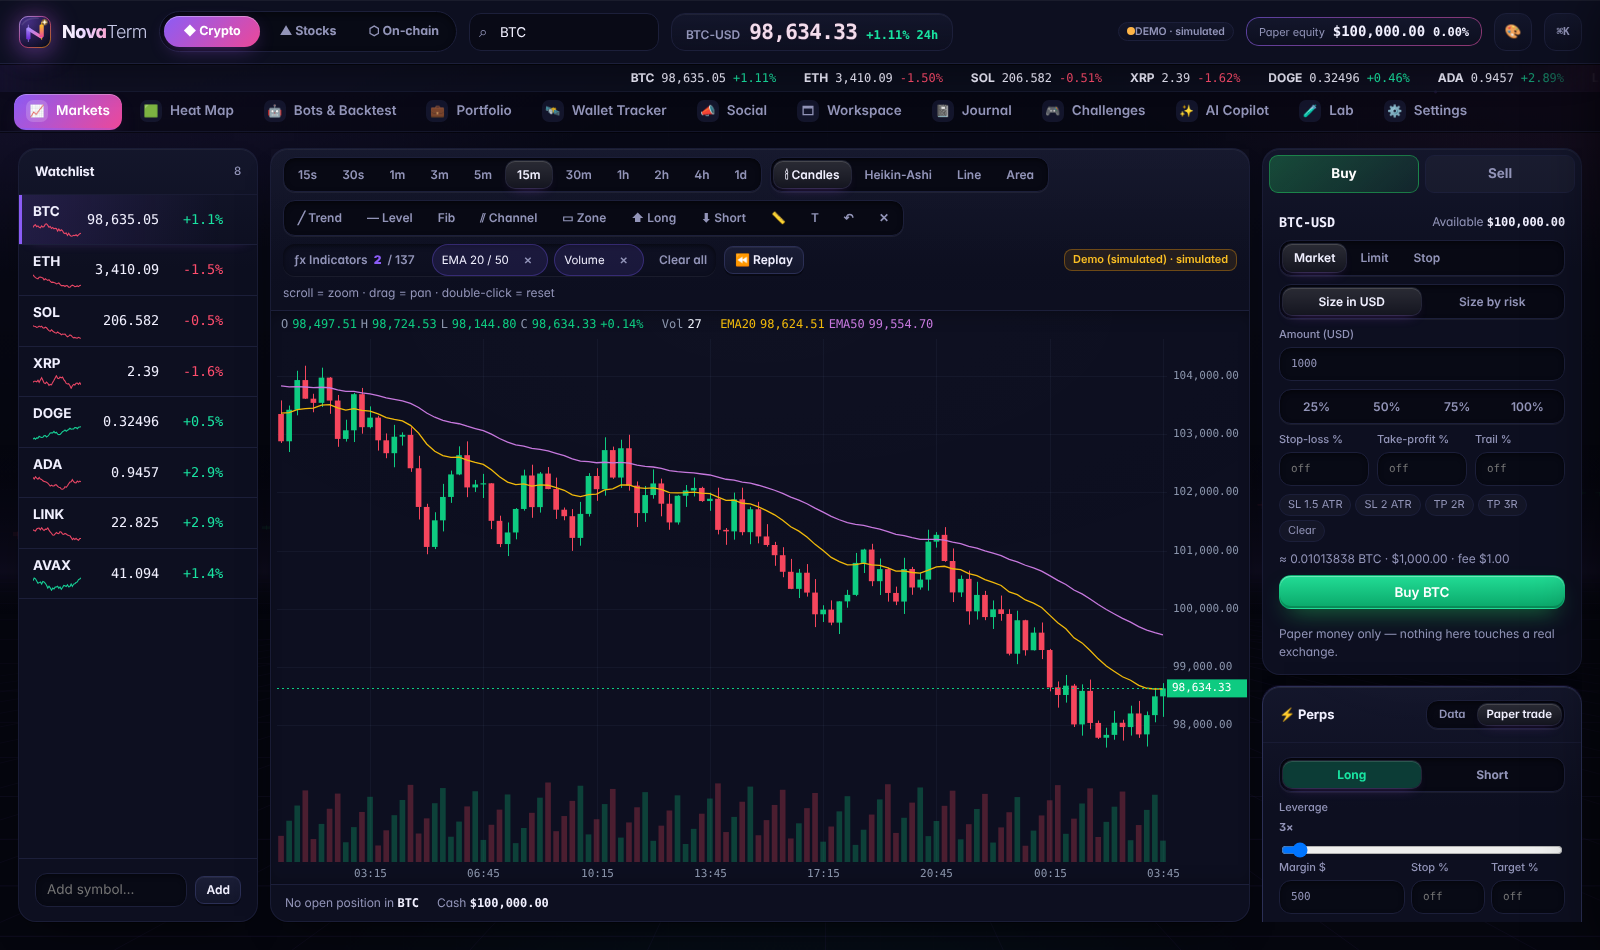 NovaTerm
◆ Crypto
▲ Stocks
⬡ On-chain
BTC
BTC-USD 98,634.33 +1.11% 24h
DEMO · simulated
Paper equity $100,000.00 0.00%
⌘K
BTC 98,635.05 +1.11% ETH 3,410.09 -1.50% SOL 206.582 -0.51% XRP 2.39 -1.62% DOGE 0.32496 +0.46% ADA 0.9457 +2.89%
Markets
Heat Map
Bots & Backtest
Portfolio
Wallet Tracker
Social
Workspace
Journal
Challenges
AI Copilot
Lab
Settings
Watchlist 8
BTC 98,635.05 +1.1%
ETH 3,410.09 -1.5%
SOL 206.582 -0.5%
XRP 2.39 -1.6%
DOGE 0.32496 +0.5%
ADA 0.9457 +2.9%
LINK 22.825 +2.9%
AVAX 41.094 +1.4%
Add symbol... Add
15s 30s 1m 3m 5m 15m 30m 1h 2h 4h 1d
Candles Heikin-Ashi Line Area
╱ Trend — Level Fib ⫽ Channel ▭ Zone ⬆ Long ⬇ Short 📏 T ↶ ✕
ƒx Indicators 2 / 137
EMA 20 / 50 ×
Volume ×
Clear all
⏪ Replay
Demo (simulated) · simulated
scroll = zoom · drag = pan · double-click = reset
O 98,497.51 H 98,724.53 L 98,144.80 C 98,634.33 +0.14% Vol 27 EMA20 98,624.51 EMA50 99,554.70
104,000.00
103,000.00
102,000.00
101,000.00
100,000.00
99,000.00
98,634.33
98,000.00
03:15 06:45 10:15 13:45 17:15 20:45 00:15 03:45
No open position in BTC Cash $100,000.00
Buy Sell
BTC-USD Available $100,000.00
Market Limit Stop
Size in USD Size by risk
Amount (USD)
1000
25% 50% 75% 100%
Stop-loss % Take-profit % Trail %
off off off
SL 1.5 ATR SL 2 ATR TP 2R TP 3R
Clear
≈ 0.01013838 BTC · $1,000.00 · fee $1.00
Buy BTC
Paper money only — nothing here touches a real
exchange.
⚡ Perps Data Paper trade
Long Short
Leverage
3×
Margin $ Stop % Target %
500 off off